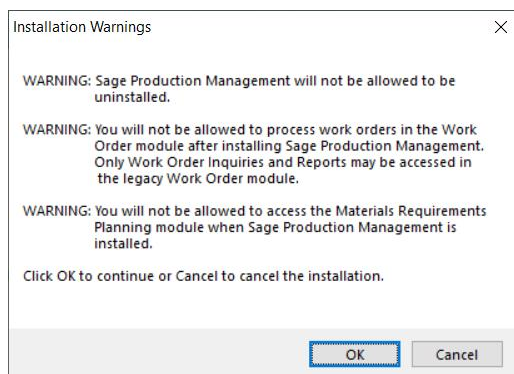 Installation Warnings
WARNING: Sage Production Management will not be allowed to be
uninstalled.
WARNING: You will not be allowed to process work orders in the Work
Order module after installing Sage Production Management.
Only Work Order Inquiries and Reports may be accessed in
the legacy Work Order module.
WARNING: You will not be allowed to access the Materials Requirements
Planning module when Sage Production Management is
installed.
Click OK to continue or Cancel to cancel the installation.
OK
Cancel